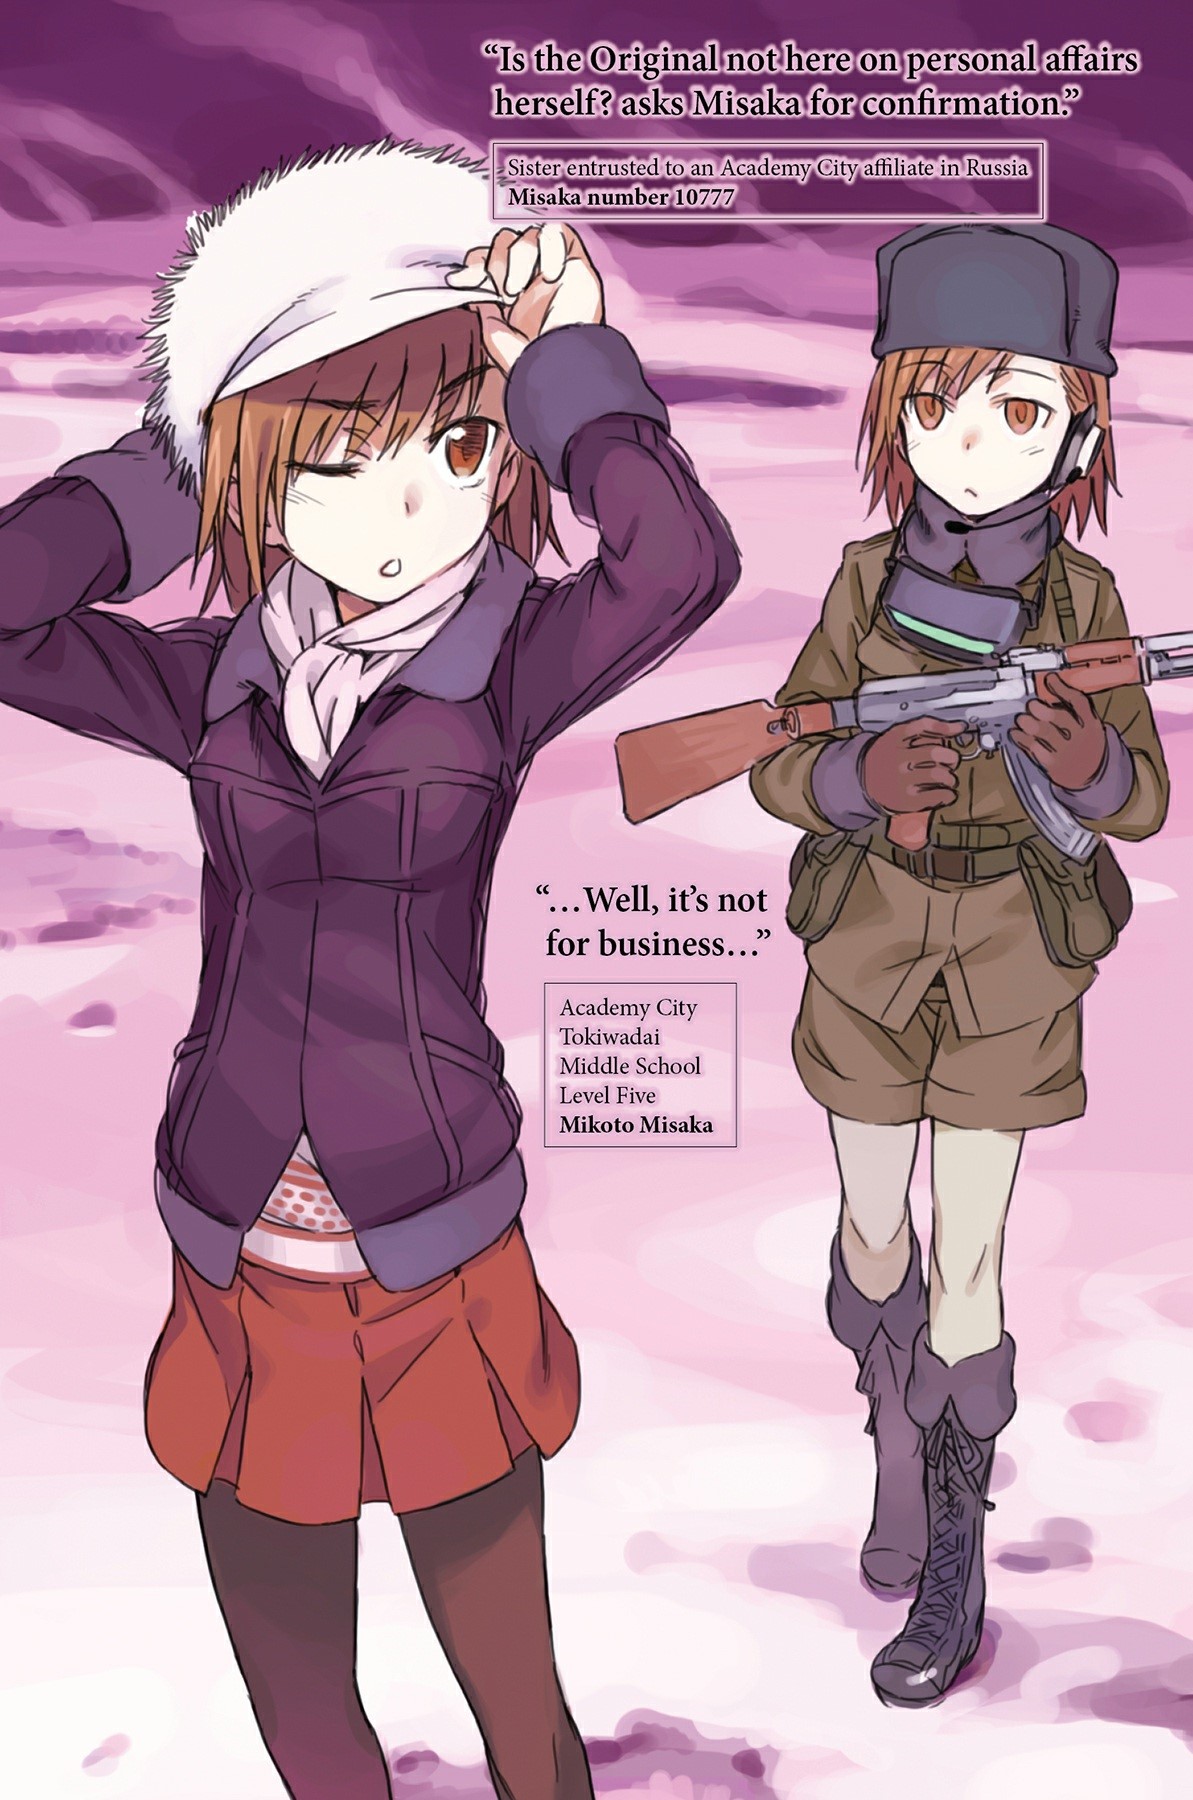 “Is the Original not here on personal affairs
herself? asks Misaka for confirmation.”
Sister entrusted to an Academy City affiliate in Russia
Misaka number 10777
“…Well, it’s not
for business…”
Academy City
Tokiwadai
Middle School
Level Five
Mikoto Misaka